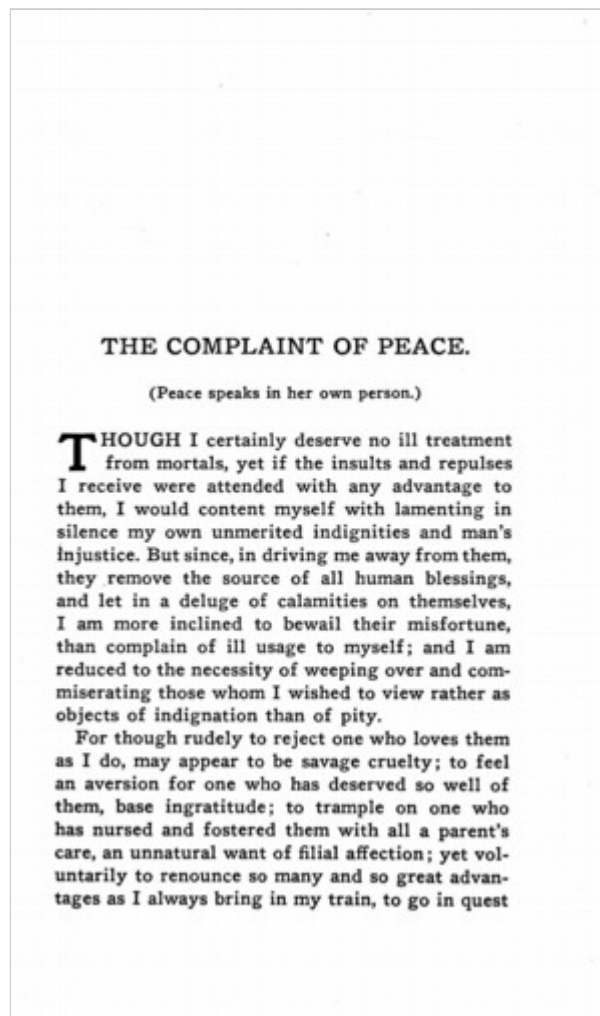 THE COMPLAINT OF PEACE.
(Peace speaks in her own person.)
THOUGH I certainly deserve no ill treatment
from mortals, yet if the insults and repulses
I receive were attended with any advantage to
them, I would content myself with lamenting in
silence my own unmerited indignities and man's
injustice. But since, in driving me away from them,
they remove the source of all human blessings,
and let in a deluge of calamities on themselves,
I am more inclined to bewail their misfortune,
than complain of ill usage to myself; and I am
reduced to the necessity of weeping over and com-
miserating those whom I wished to view rather as
objects of indignation than of pity.
For though rudely to reject one who loves them
as I do, may appear to be savage cruelty; to feel
an aversion for one who has deserved so well of
them, base ingratitude; to trample on one who
has nursed and fostered them with all a parent's
care, an unnatural want of filial affection; yet vol-
untarily to renounce so many and so great advan-
tages as I always bring in my train, to go in quest